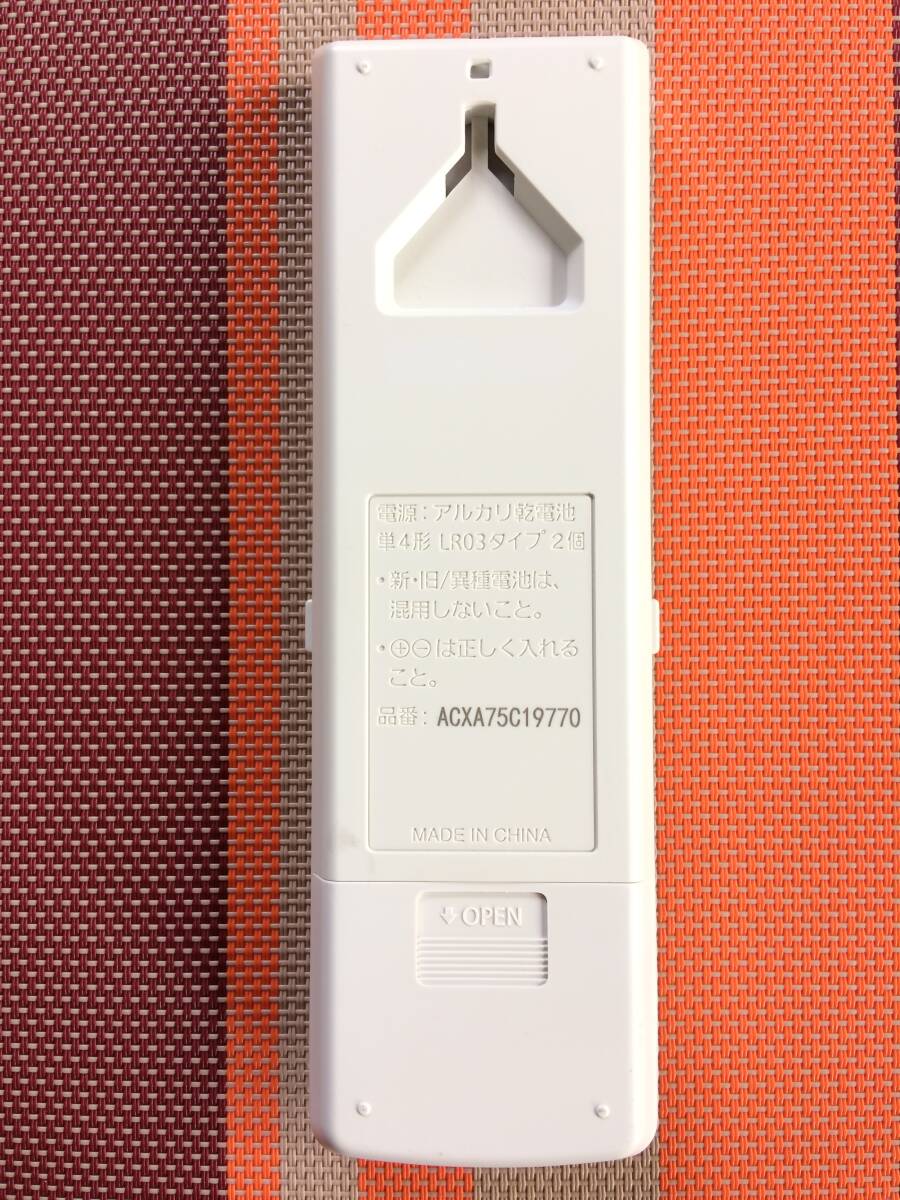 電源：アルカリ乾電池
単4形 LR03タイプ 2個
・新・旧/異種電池は、
混用しないこと。
・⊕⊖は正しく入れる
こと。
品番：ACXA75C19770
MADE IN CHINA
OPEN